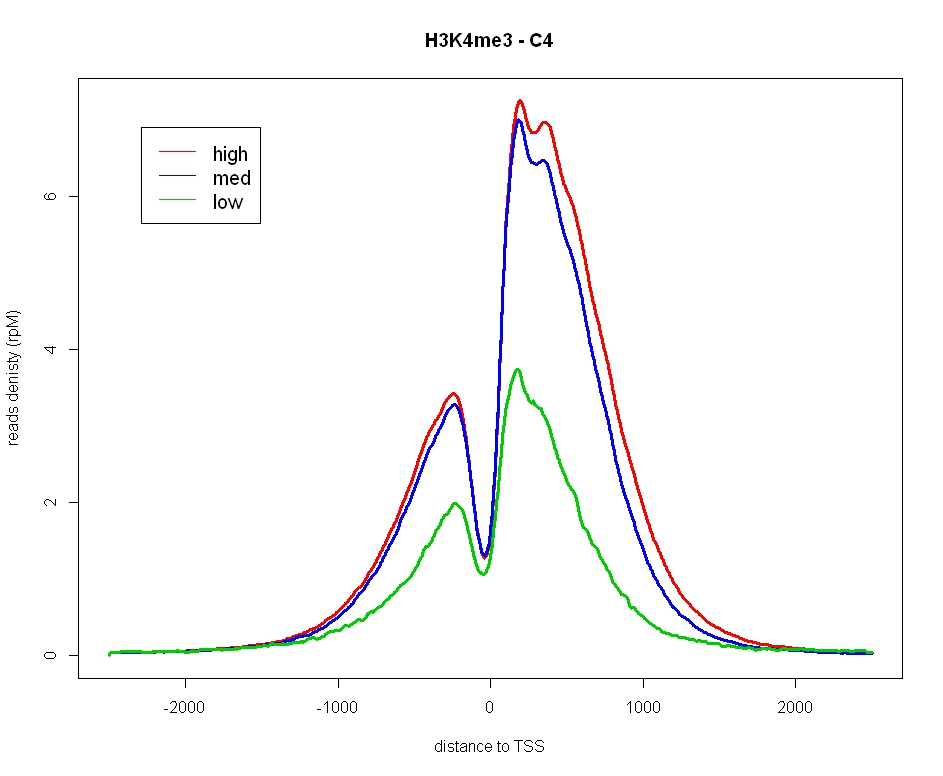 H3K4me3 - C4
high
med
low
reads denisty (rpM)
6
4
2
0
-2000
-1000
0
1000
2000
distance to TSS